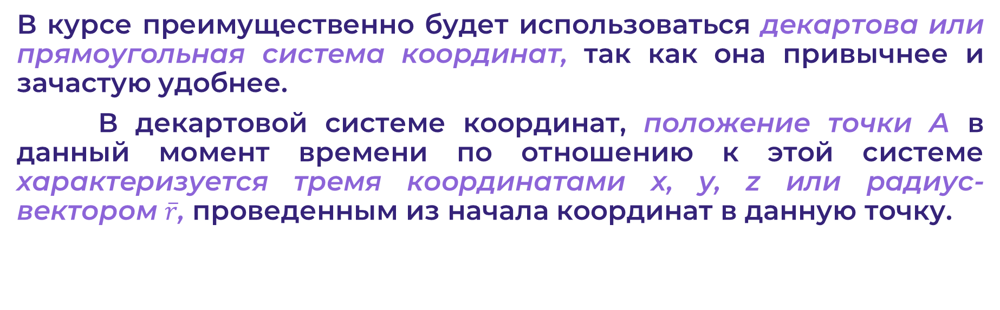 В курсе преимущественно будет использоваться декартова или
прямоугольная система координат, так как она привычнее и
зачастую удобнее.
В декартовой системе координат, положение точки А в
данный момент времени по отношению к этой системе
характеризуется тремя координатами x, y, z или радиус-
вектором r̅, проведенным из начала координат в данную точку.